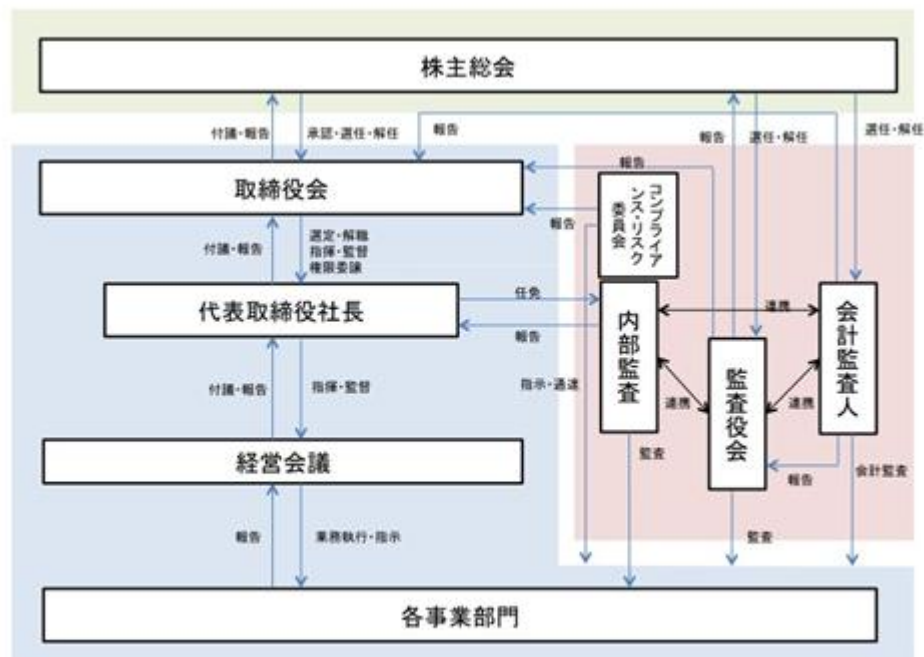 株主総会
付議・報告
承認・選任・解任
報告
報告
選任・解任
選任・解任
取締役会
報告
コンプライア
ンス・リスク
委員会
報告
付議・報告
選定・解職
指揮・監督
権限委譲
代表取締役社長
任免
報告
内部監査
連携
会計監査人
監査役会
付議・報告
指揮・監督
指示・通達
連携
連携
経営会議
監査
報告
会計監査
報告
業務執行・指示
監査
各事業部門